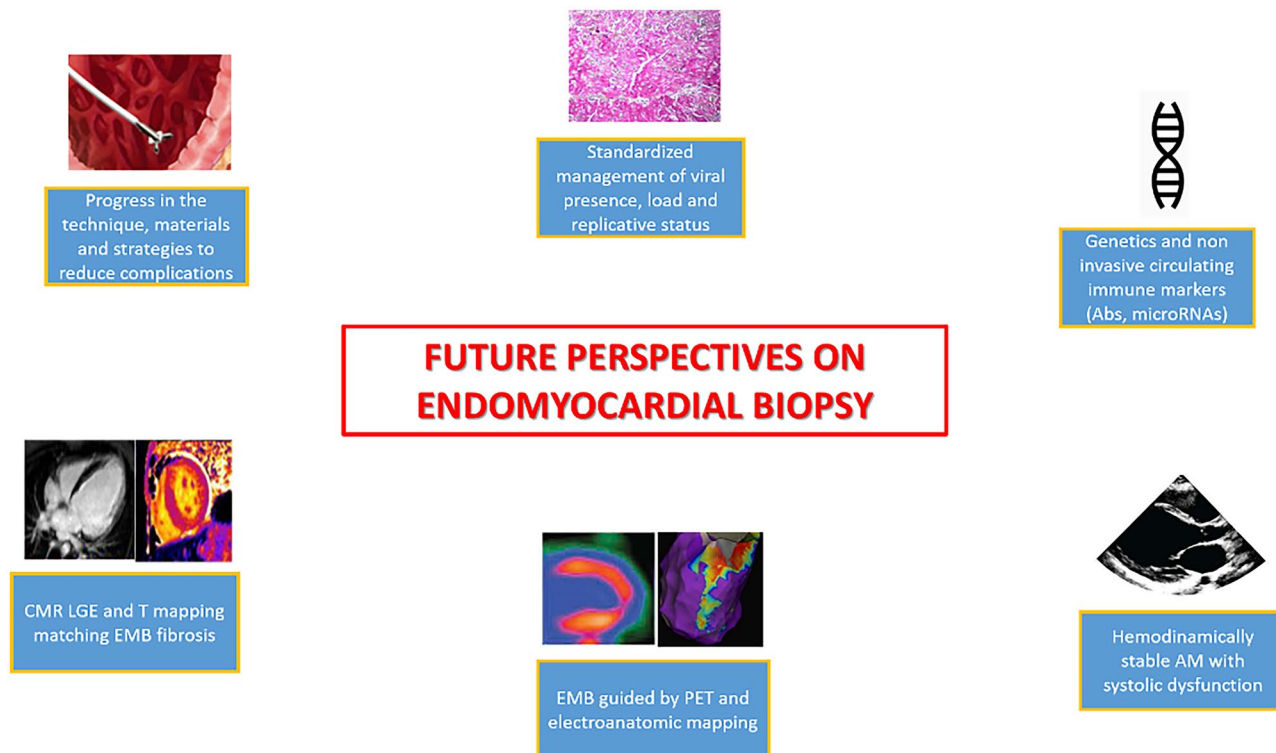 Progress in the
technique, materials
and strategies to
reduce complications
Standardized
management of viral
presence, load and
replicative status
Genetics and non
invasive circulating
immune markers
(Abs, microRNAs)
FUTURE PERSPECTIVES ON
ENDOMYOCARDIAL BIOPSY
CMR LGE and T mapping
matching EMB fibrosis
EMB guided by PET and
electroanatomic mapping
Hemodinamically
stable AM with
systolic dysfunction